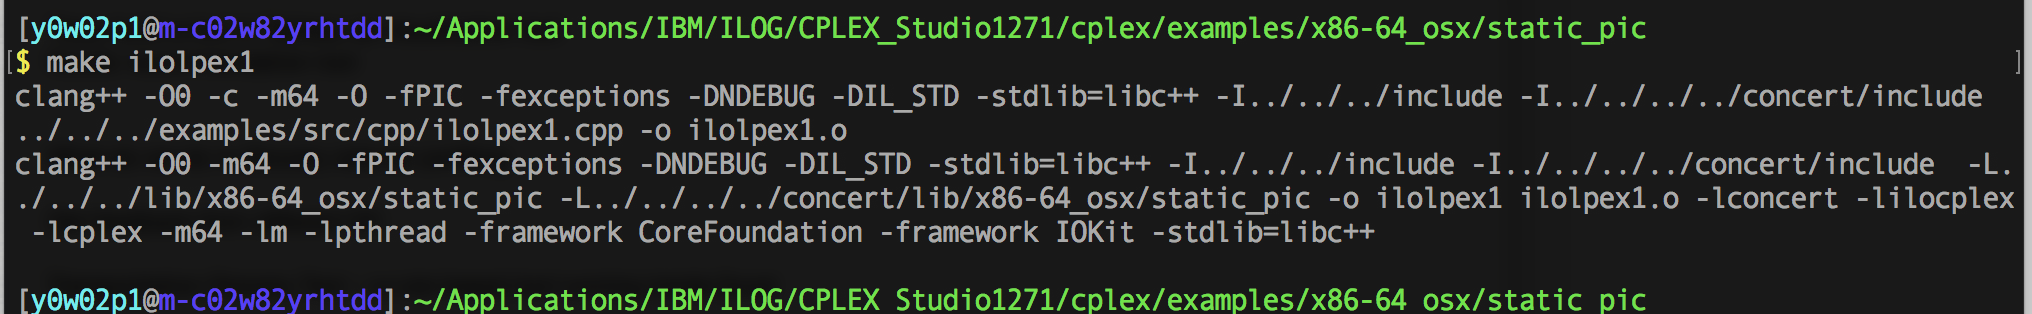 [y0w02p1@m-c02w82yrhtdd]:~/Applications/IBM/ILOG/CPLEX_Studio1271/cplex/examples/x86-64_osx/static_pic
[$ make ilolpex1 ]
clang++ -O0 -c -m64 -O -fPIC -fexceptions -DNDEBUG -DIL_STD -stdlib=libc++ -I../../../include -I../../../../concert/include
../../../examples/src/cpp/ilolpex1.cpp -o ilolpex1.o
clang++ -O0 -m64 -O -fPIC -fexceptions -DNDEBUG -DIL_STD -stdlib=libc++ -I../../../include -I../../../../concert/include  -L.
./../../lib/x86-64_osx/static_pic -L../../../../concert/lib/x86-64_osx/static_pic -o ilolpex1 ilolpex1.o -lconcert -lilocplex
 -lcplex -m64 -lm -lpthread -framework CoreFoundation -framework IOKit -stdlib=libc++
[y0w02p1@m-c02w82yrhtdd]:~/Applications/IBM/ILOG/CPLEX_Studio1271/cplex/examples/x86-64_osx/static_pic